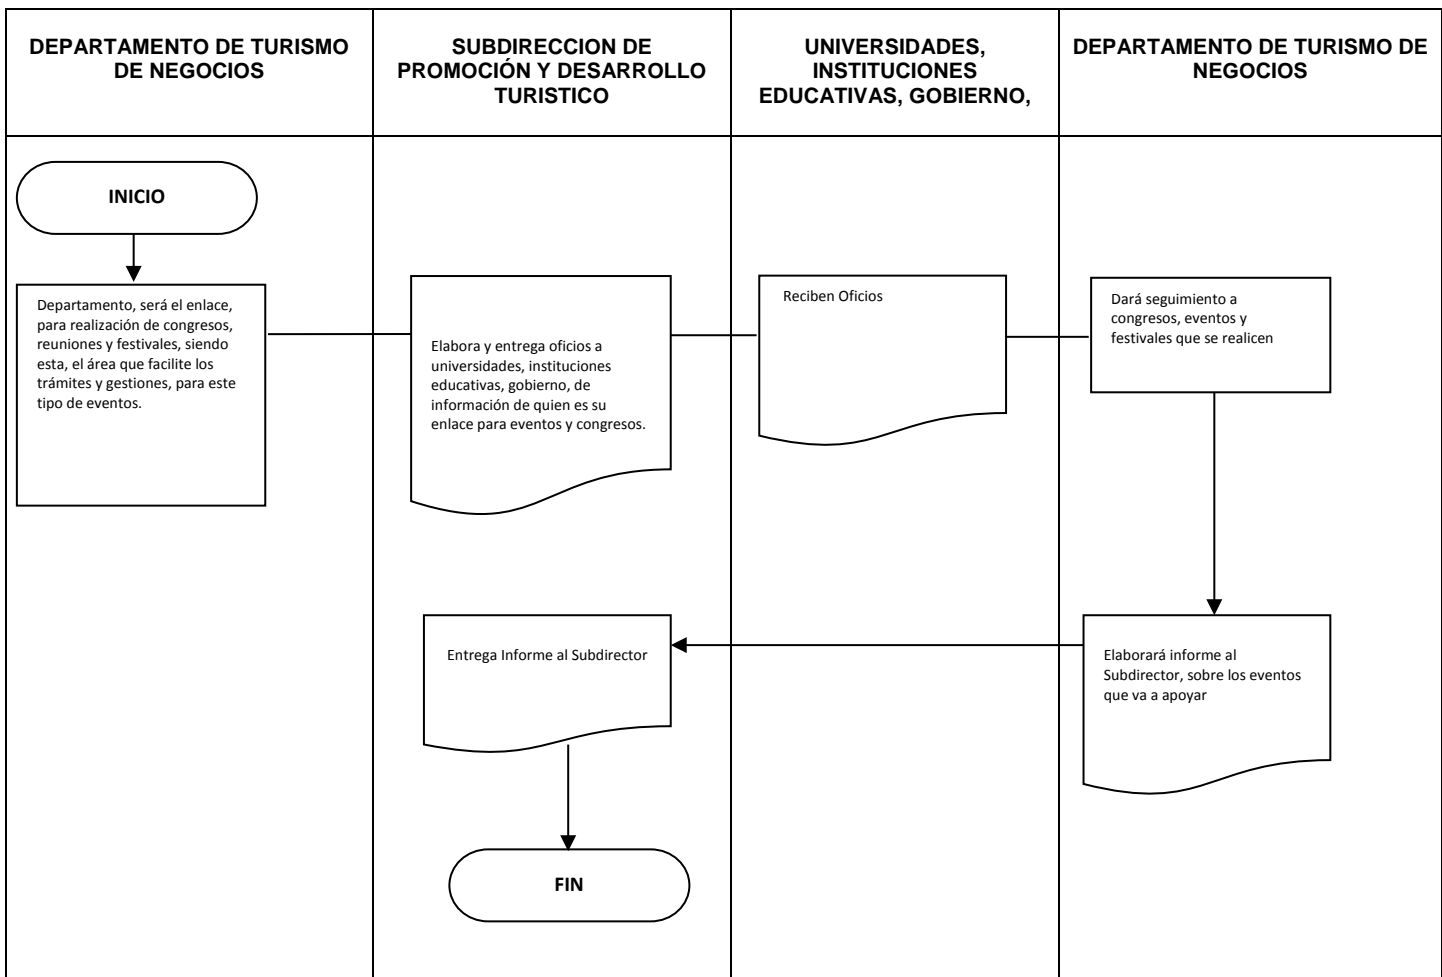 DEPARTAMENTO DE TURISMO
DE NEGOCIOS
SUBDIRECCION DE
PROMOCIÓN Y DESARROLLO
TURISTICO
UNIVERSIDADES,
INSTITUCIONES
EDUCATIVAS, GOBIERNO,
DEPARTAMENTO DE TURISMO DE
NEGOCIOS
INICIO
Departamento, será el enlace,
para realización de congresos,
reuniones y festivales, siendo
esta, el área que facilite los
trámites y gestiones, para este
tipo de eventos.
Elabora y entrega oficios a
universidades, instituciones
educativas, gobierno, de
información de quien es su
enlace para eventos y congresos.
Reciben Oficios
Dará seguimiento a
congresos, eventos y
festivales que se realicen
Elaborará informe al
Subdirector, sobre los eventos
que va a apoyar
Entrega Informe al Subdirector
FIN